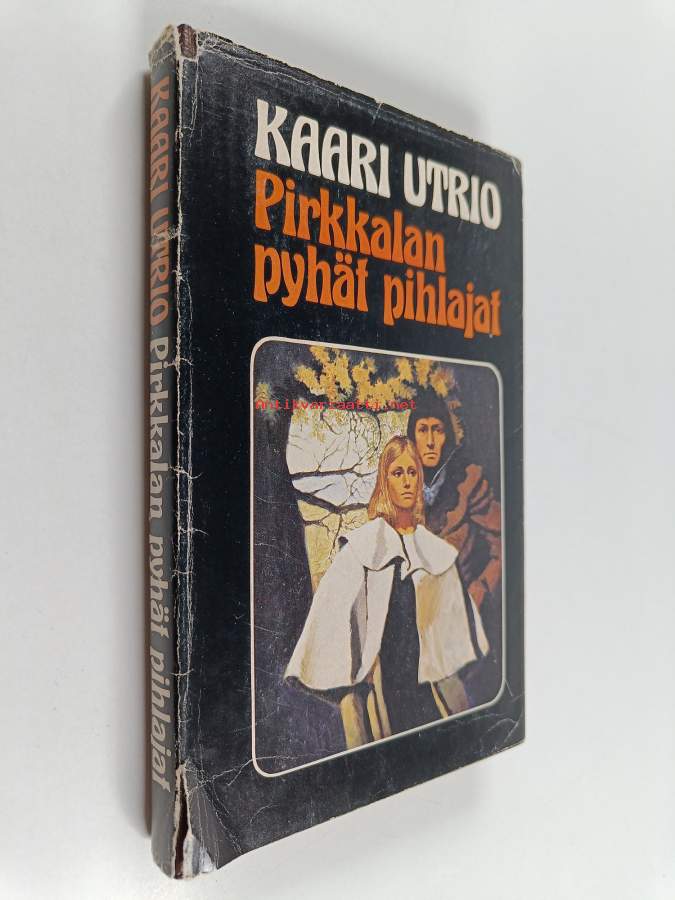 KAARI UTRIO
Pirkkalan
pyhät pihlajat
KAARI UTRIO Pirkkalan pyhät pihlajat
antikvariaatti.net